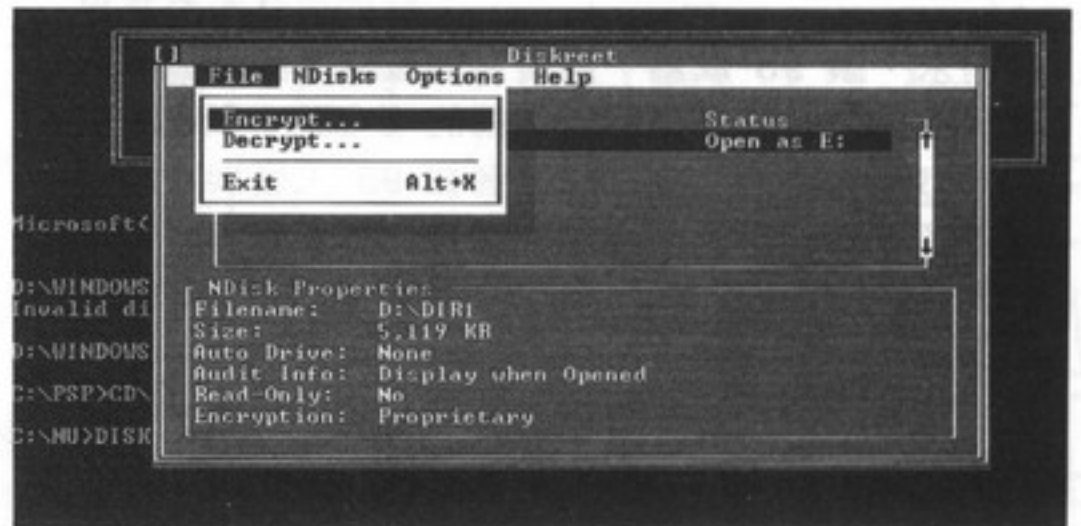 [ ] Diskreet
File NDisks Options Help
Encrypt...
Decrypt...
Exit Alt+X
Status
Open as E:
Microsoft(
D:\WINDOWS
Invalid di
D:\WINDOWS
C:\PSP>CD\
C:\NU>DISK
NDisk Properties
Filename: D:\DIR1
Size: 5,119 KB
Auto Drive: None
Audit Info: Display when Opened
Read-Only: No
Encryption: Proprietary